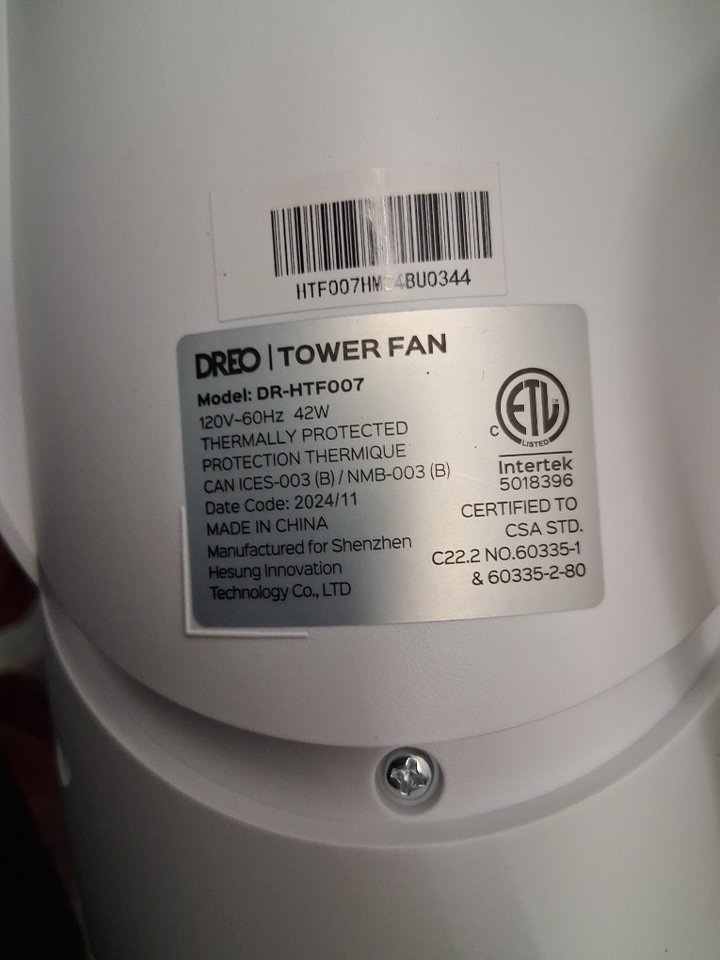 DREO | TOWER FAN
Model: DR-HTF007
120V~60Hz 42W
THERMALLY PROTECTED
PROTECTION THERMIQUE
CAN ICES-003 (B) / NMB-003 (B)
Date Code: 2024/11
MADE IN CHINA
Manufactured for Shenzhen
Hesung Innovation
Technology Co., LTD
C
ETL
LISTED
Intertek
5018396
CERTIFIED TO
CSA STD.
C22.2 NO.60335-1
& 60335-2-80